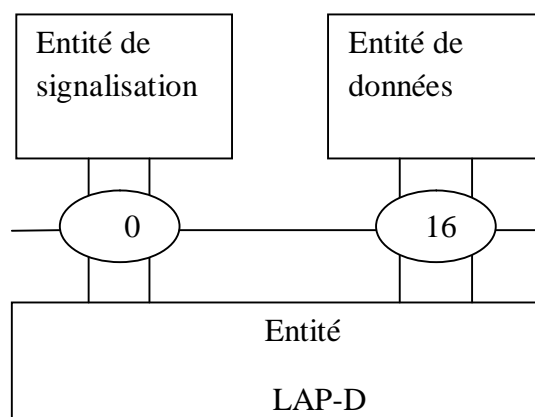 Entité de
signalisation
Entité de
données
0
16
Entité
LAP-D